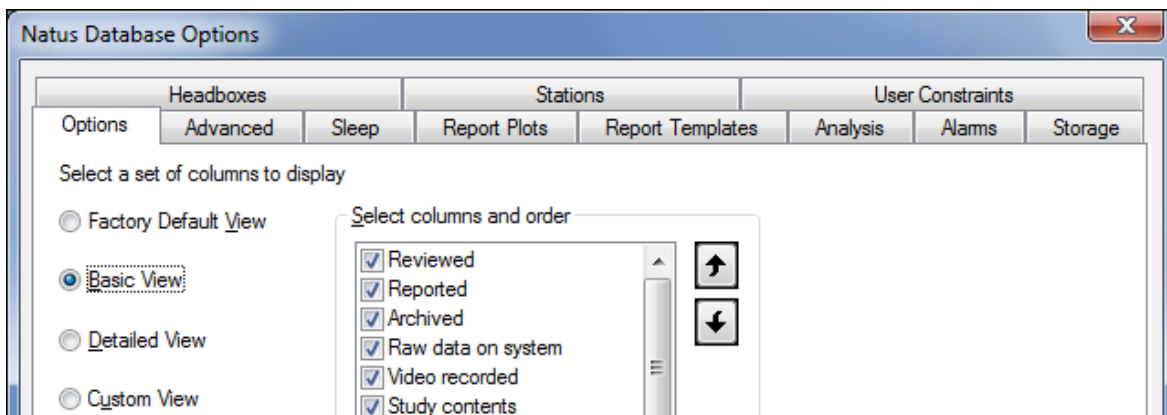 Natus Database Options
Headboxes Stations User Constraints
Options Advanced Sleep Report Plots Report Templates Analysis Alarms Storage
Select a set of columns to display
Factory Default View
Select columns and order
Reviewed
Basic View
Reported
Archived
Detailed View
Raw data on system
Video recorded
Custom View
Study contents